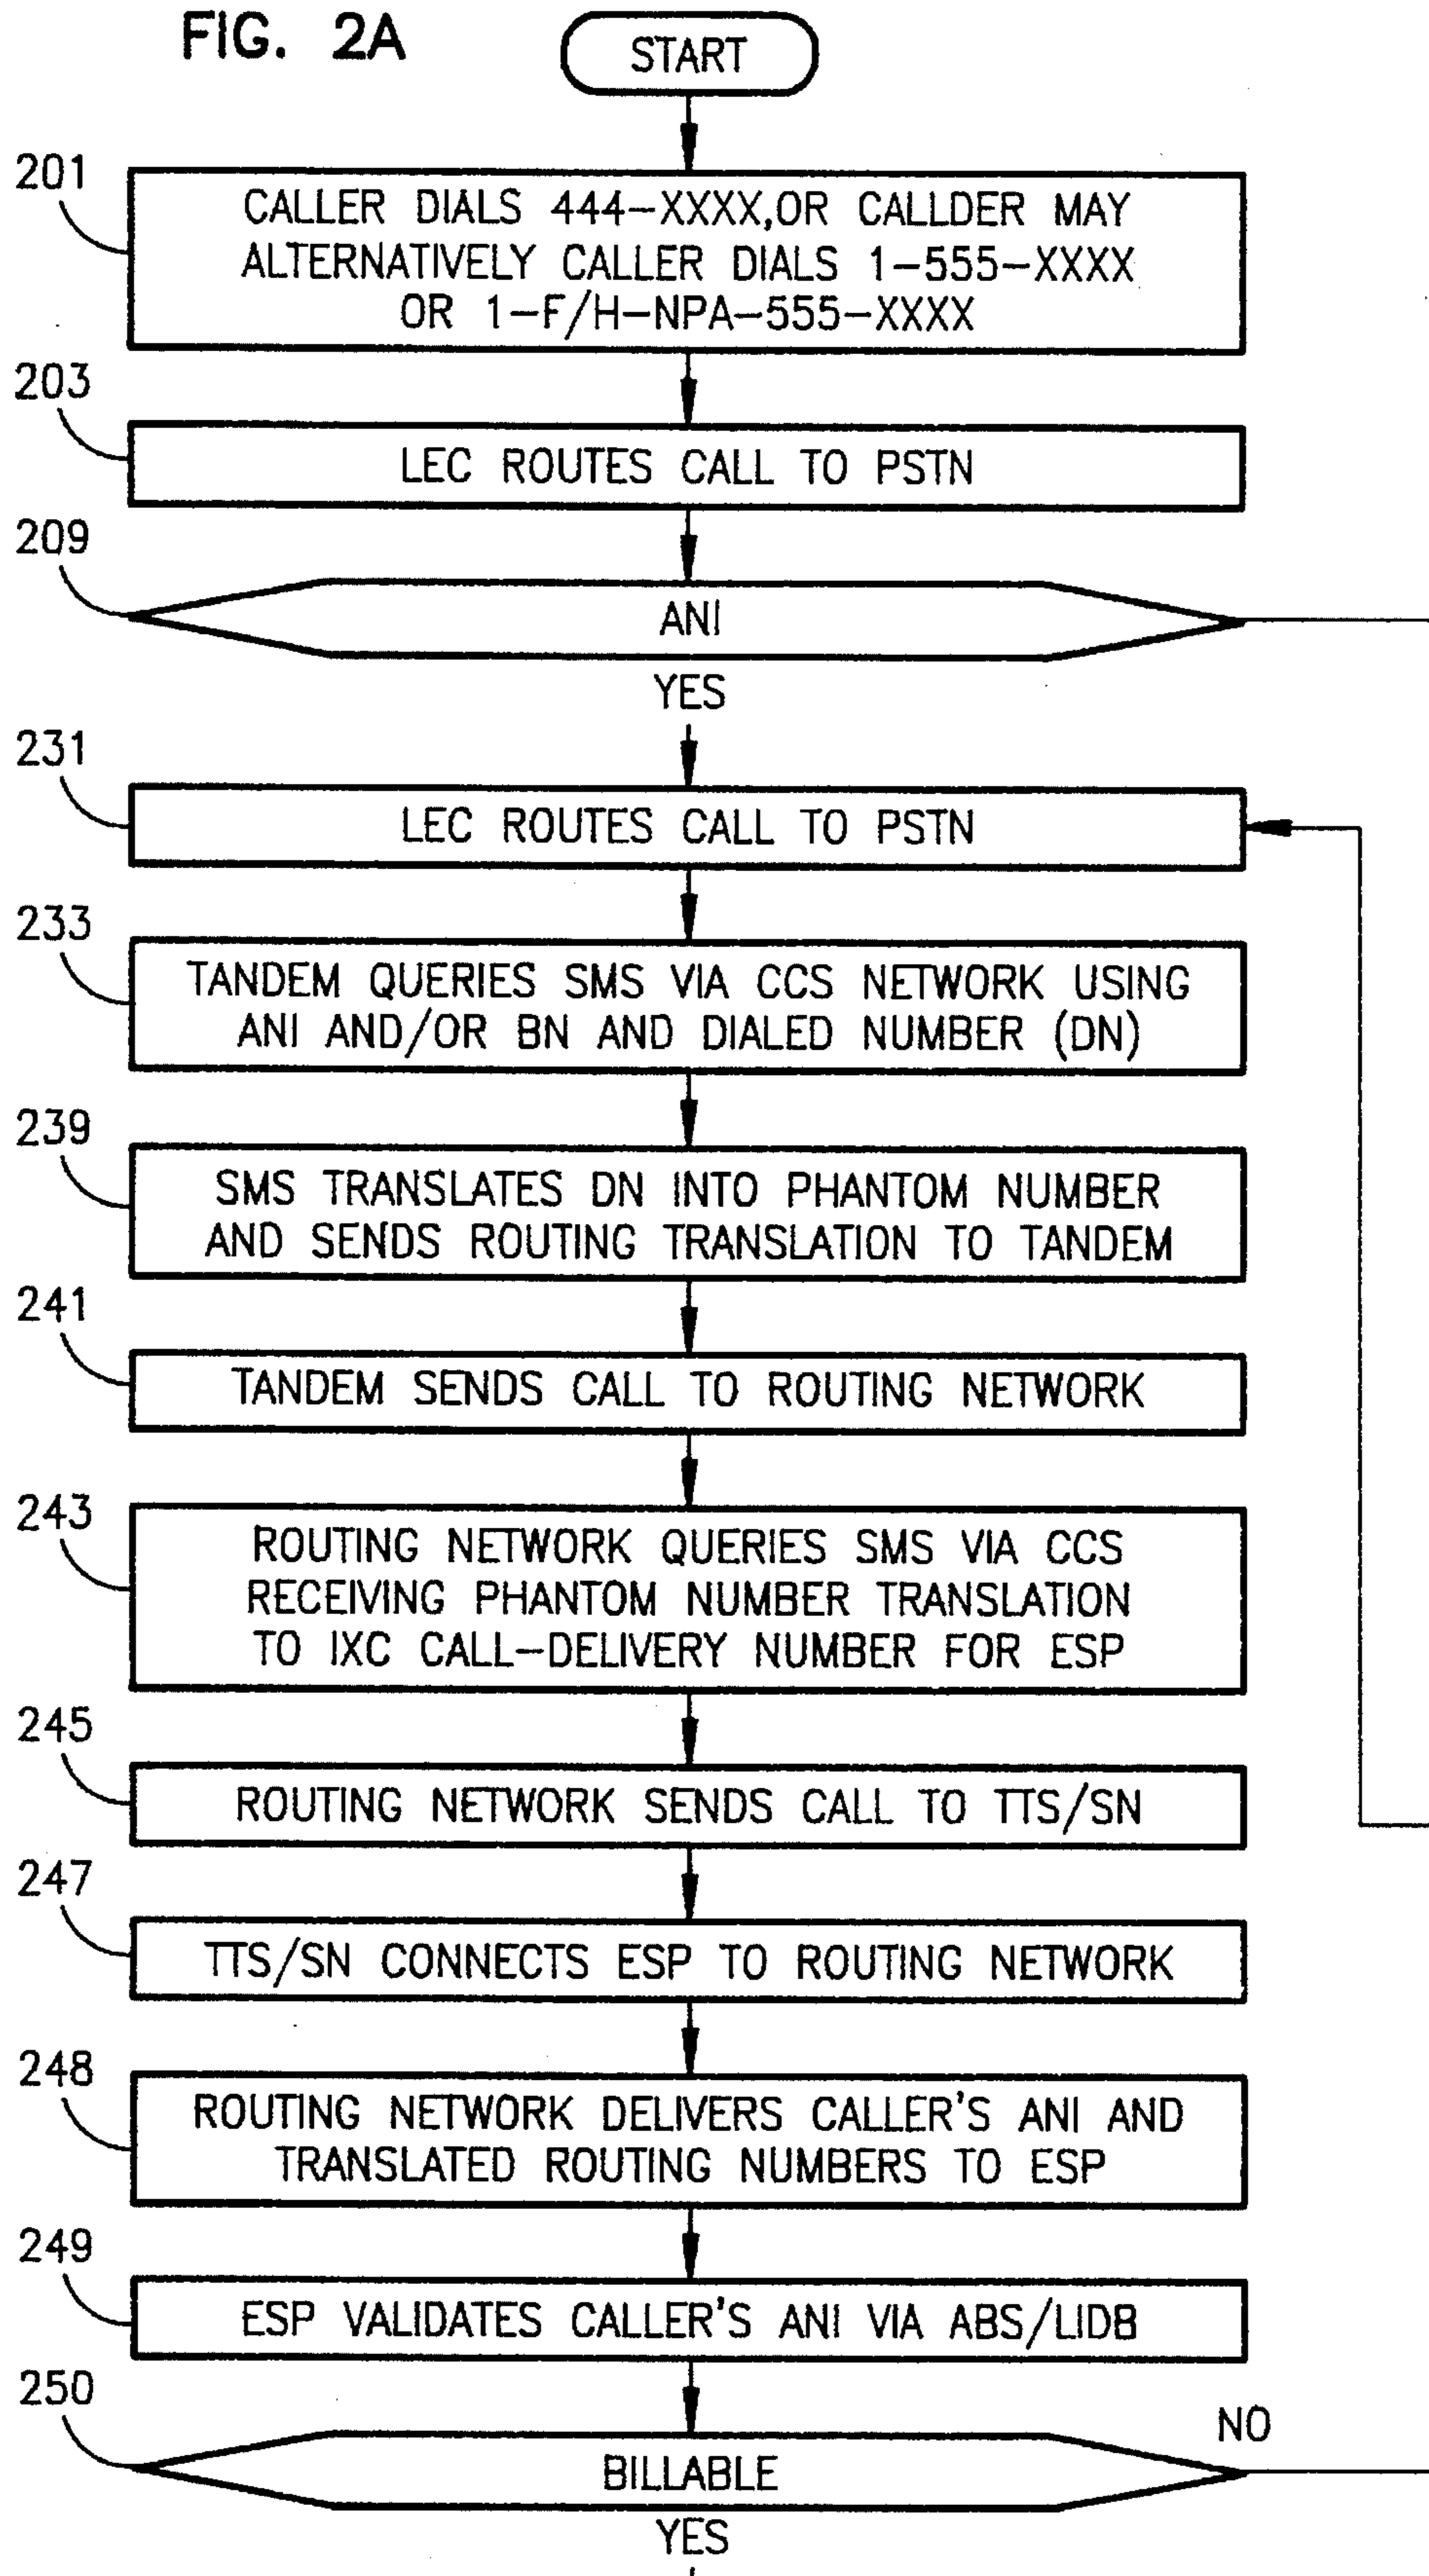 FIG. 2A
START
201
CALLER DIALS 444-XXXX,OR CALLDER MAY
ALTERNATIVELY CALLER DIALS 1-555-XXXX
OR 1-F/H-NPA-555-XXXX
203
LEC ROUTES CALL TO PSTN
209
ANI
YES
231
LEC ROUTES CALL TO PSTN
233
TANDEM QUERIES SMS VIA CCS NETWORK USING
ANI AND/OR BN AND DIALED NUMBER (DN)
239
SMS TRANSLATES DN INTO PHANTOM NUMBER
AND SENDS ROUTING TRANSLATION TO TANDEM
241
TANDEM SENDS CALL TO ROUTING NETWORK
243
ROUTING NETWORK QUERIES SMS VIA CCS
RECEIVING PHANTOM NUMBER TRANSLATION
TO IXC CALL-DELIVERY NUMBER FOR ESP
245
ROUTING NETWORK SENDS CALL TO TTS/SN
247
TTS/SN CONNECTS ESP TO ROUTING NETWORK
248
ROUTING NETWORK DELIVERS CALLER'S ANI AND
TRANSLATED ROUTING NUMBERS TO ESP
249
ESP VALIDATES CALLER'S ANI VIA ABS/LIDB
250
NO
BILLABLE
YES